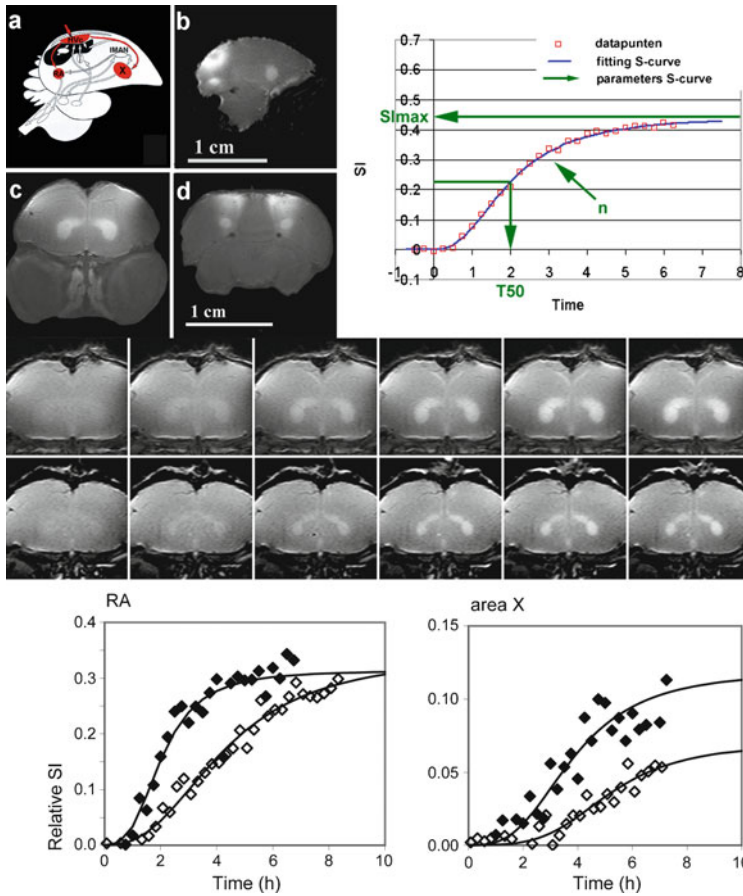 a
HVC
IMAN
RA
X
b
1 cm
c
d
1 cm
0.7
0.6
0.5
0.4
0.3
0.2
0.1
0
-0.1
SI
datapunten
fitting S-curve
parameters S-curve
SImax
n
T50
-1 0 1 2 3 4 5 6 7 8
Time
RA
0.4
0.3
0.2
0.1
0.0
Relative SI
0 2 4 6 8 10
Time (h)
area X
0.15
0.10
0.05
0.00
0 2 4 6 8 10
Time (h)